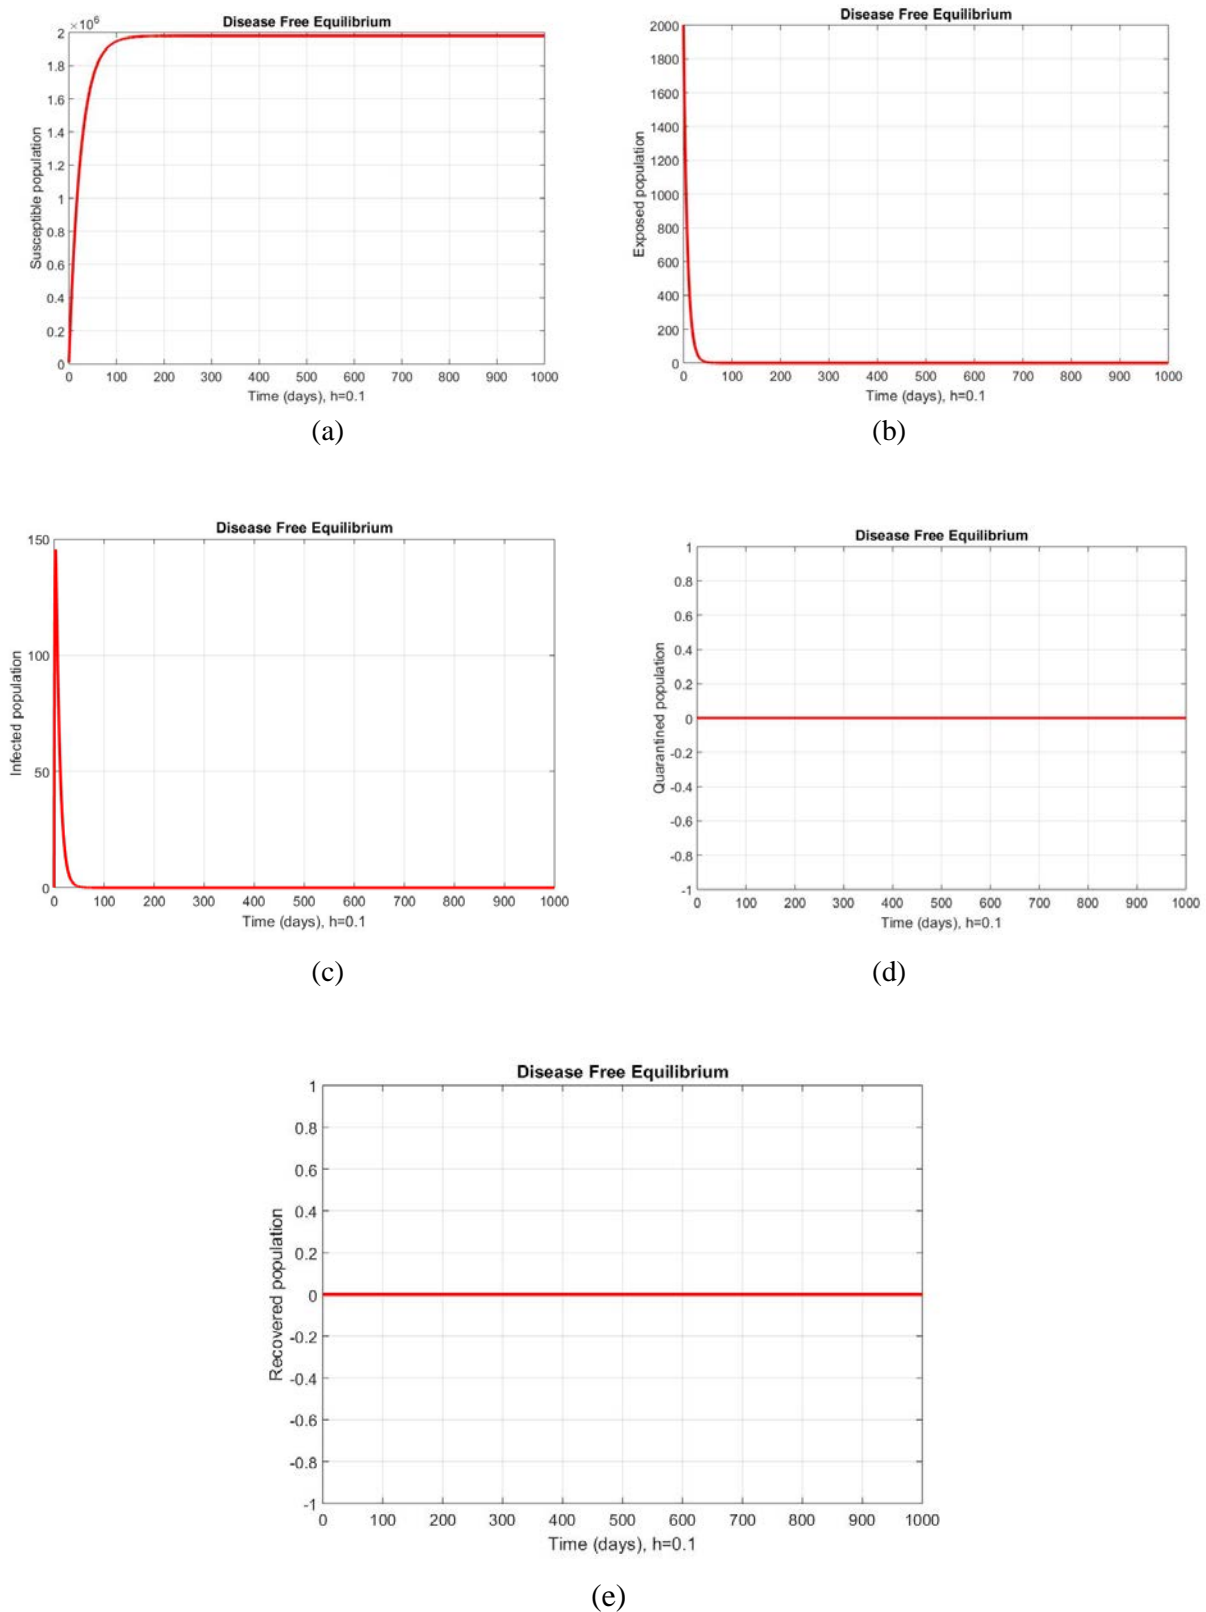 Disease Free Equilibrium
×10⁶
2
1.8
1.6
1.4
1.2
1
0.8
0.6
0.4
0.2
0
Susceptible population
0 100 200 300 400 500 600 700 800 900 1000
Time (days), h=0.1
(a)
Disease Free Equilibrium
2000
1800
1600
1400
1200
1000
800
600
400
200
0
Exposed population
0 100 200 300 400 500 600 700 800 900 1000
Time (days), h=0.1
(b)
Disease Free Equilibrium
150
100
50
0
Infected population
0 100 200 300 400 500 600 700 800 900 1000
Time (days), h=0.1
(c)
Disease Free Equilibrium
1
0.8
0.6
0.4
0.2
0
-0.2
-0.4
-0.6
-0.8
-1
Quarantined population
0 100 200 300 400 500 600 700 800 900 1000
Time (days), h=0.1
(d)
Disease Free Equilibrium
1
0.8
0.6
0.4
0.2
0
-0.2
-0.4
-0.6
-0.8
-1
Recovered population
0 100 200 300 400 500 600 700 800 900 1000
Time (days), h=0.1
(e)